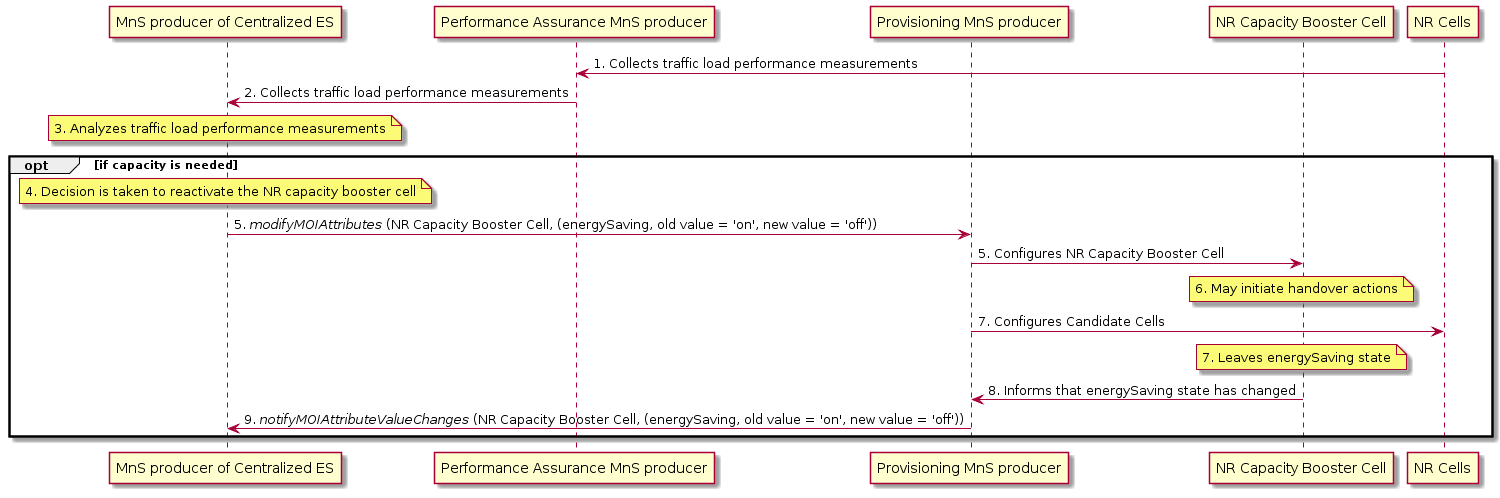 MnS producer of Centralized ES
Performance Assurance MnS producer
Provisioning MnS producer
NR Capacity Booster Cell
NR Cells
1. Collects traffic load performance measurements
2. Collects traffic load performance measurements
3. Analyzes traffic load performance measurements
opt
[if capacity is needed]
4. Decision is taken to reactivate the NR capacity booster cell
5. modifyMOIAttributes (NR Capacity Booster Cell, (energySaving, old value = 'on', new value = 'off'))
5. Configures NR Capacity Booster Cell
6. May initiate handover actions
7. Configures Candidate Cells
7. Leaves energySaving state
8. Informs that energySaving state has changed
9. notifyMOIAttributeValueChanges (NR Capacity Booster Cell, (energySaving, old value = 'on', new value = 'off'))
MnS producer of Centralized ES
Performance Assurance MnS producer
Provisioning MnS producer
NR Capacity Booster Cell
NR Cells